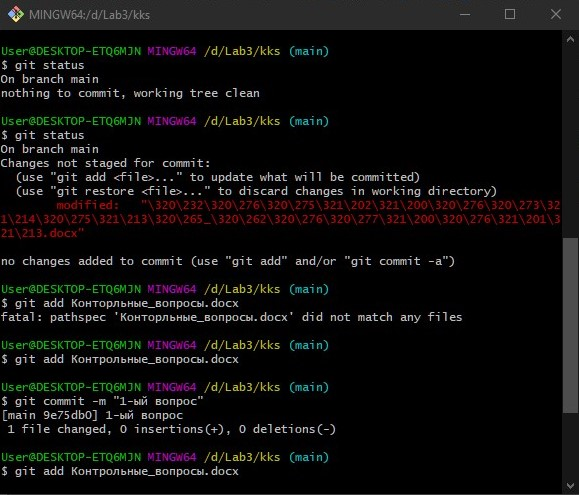 MINGW64:/d/Lab3/kks
User@DESKTOP-ETQ6MJN MINGW64 /d/Lab3/kks (main)
$ git status
On branch main
nothing to commit, working tree clean
User@DESKTOP-ETQ6MJN MINGW64 /d/Lab3/kks (main)
$ git status
On branch main
Changes not staged for commit:
(use "git add <file>..." to update what will be committed)
(use "git restore <file>..." to discard changes in working directory)
modified:   "\320\232\320\276\320\275\321\202\321\200\320\276\320\273\32
1\214\320\275\321\213\320\265_\320\262\320\276\320\277\321\200\320\276\321\201\3
21\213.docx"
no changes added to commit (use "git add" and/or "git commit -a")
User@DESKTOP-ETQ6MJN MINGW64 /d/Lab3/kks (main)
$ git add Конторльные_вопросы.docx
fatal: pathspec 'Конторльные_вопросы.docx' did not match any files
User@DESKTOP-ETQ6MJN MINGW64 /d/Lab3/kks (main)
$ git add Контрольные_вопросы.docx
User@DESKTOP-ETQ6MJN MINGW64 /d/Lab3/kks (main)
$ git commit -m "1-ый вопрос"
[main 9e75db0] 1-ый вопрос
1 file changed, 0 insertions(+), 0 deletions(-)
User@DESKTOP-ETQ6MJN MINGW64 /d/Lab3/kks (main)
$ git add Контрольные_вопросы.docx